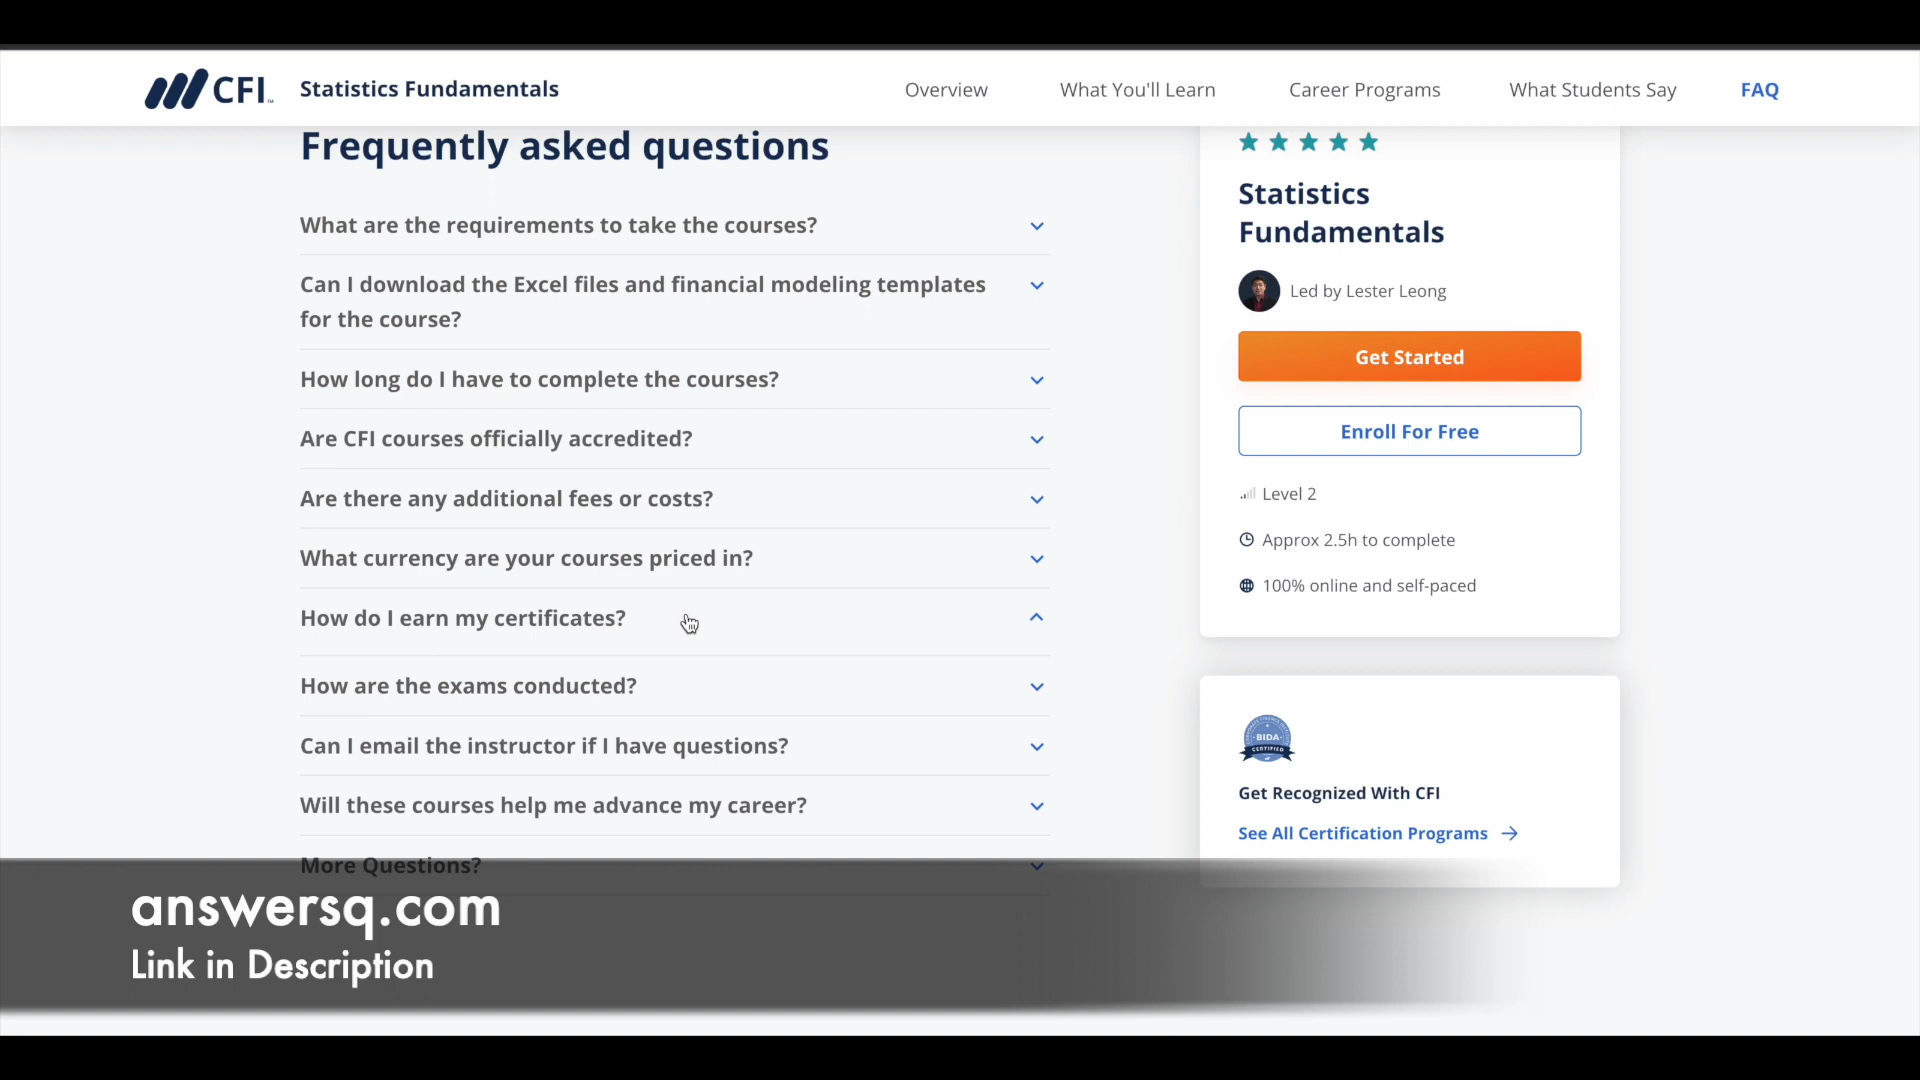 CFI™
Statistics Fundamentals
Overview
What You'll Learn
Career Programs
What Students Say
FAQ
Frequently asked questions
What are the requirements to take the courses?
Can I download the Excel files and financial modeling templates
for the course?
How long do I have to complete the courses?
Are CFI courses officially accredited?
Are there any additional fees or costs?
What currency are your courses priced in?
How do I earn my certificates?
How are the exams conducted?
Can I email the instructor if I have questions?
Will these courses help me advance my career?
More Questions?
Statistics
Fundamentals
Led by Lester Leong
Get Started
Enroll For Free
Level 2
Approx 2.5h to complete
100% online and self-paced
BIDA
CERTIFIED
Get Recognized With CFI
See All Certification Programs
answersq.com
Link in Description